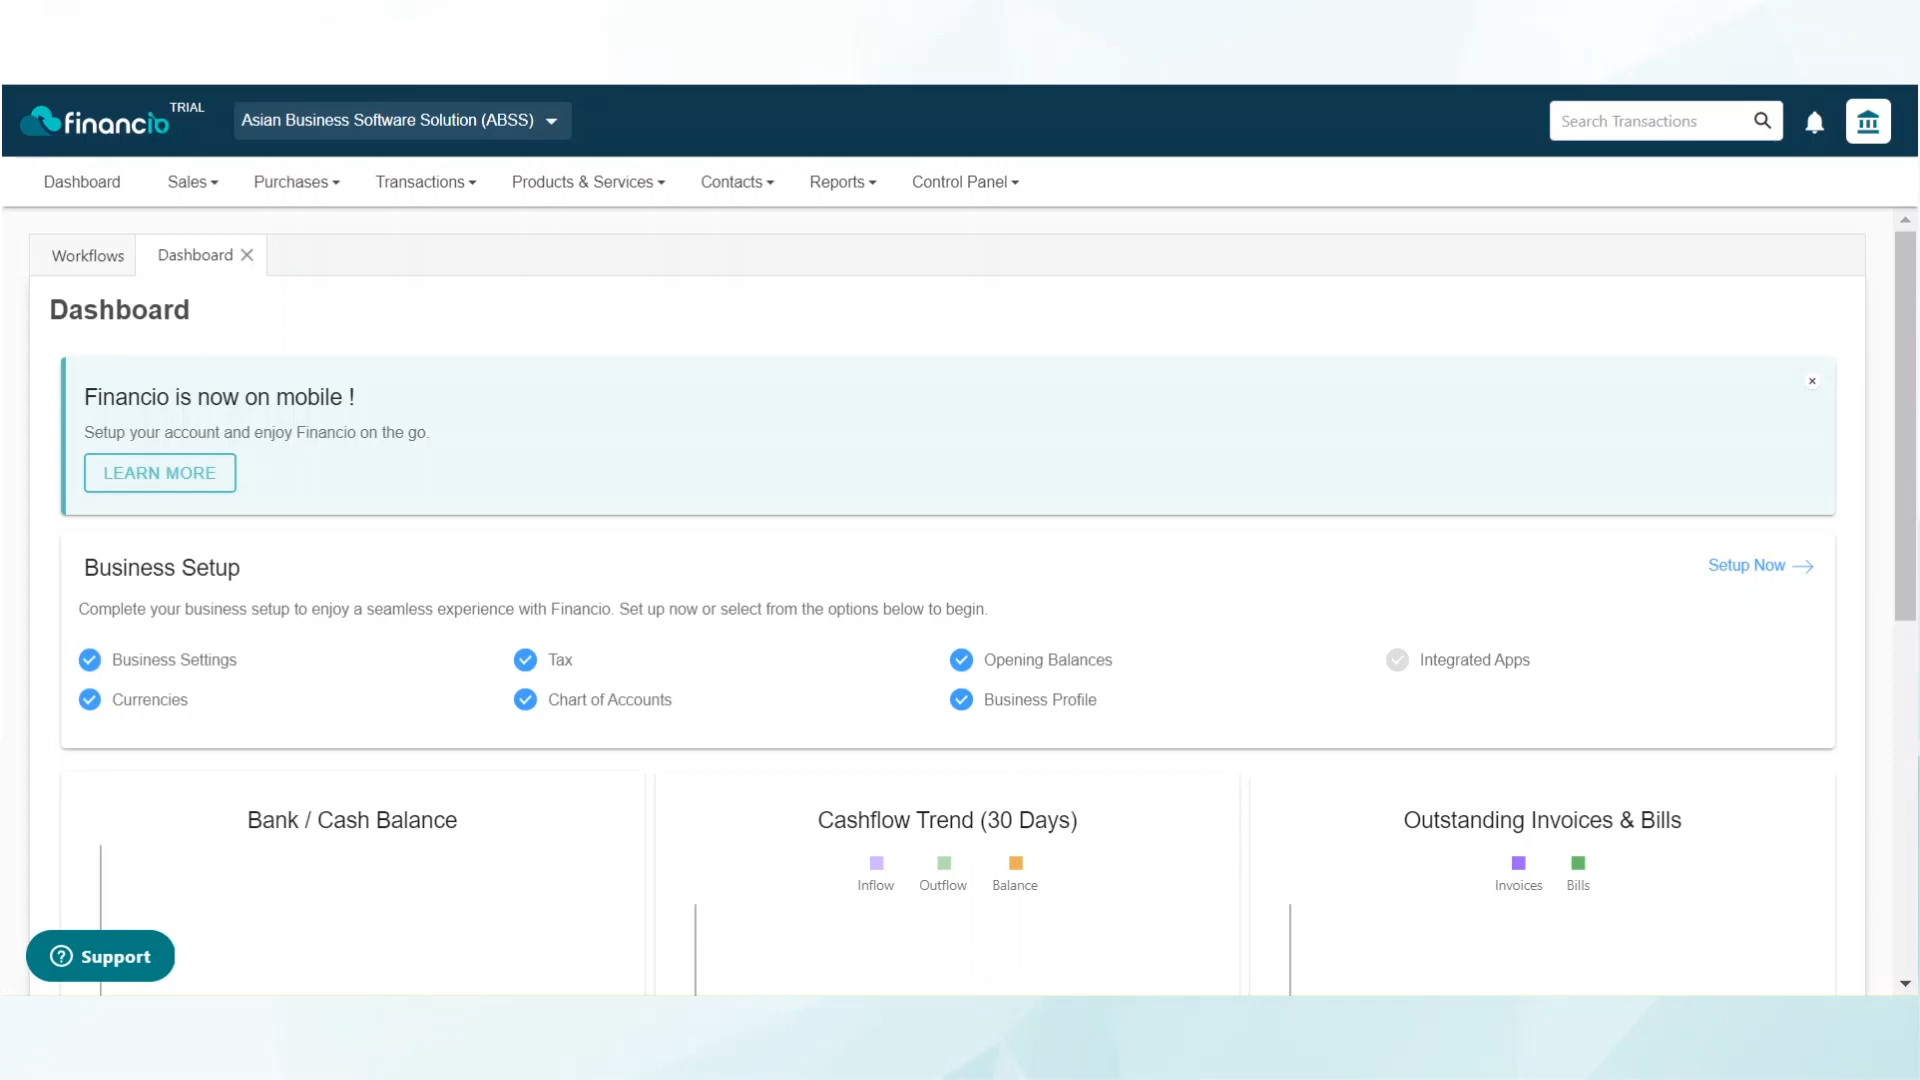 financio TRIAL
Asian Business Software Solution (ABSS)
Search Transactions
Dashboard Sales Purchases Transactions Products & Services Contacts Reports Control Panel
Workflows Dashboard
Dashboard
Financio is now on mobile !
Setup your account and enjoy Financio on the go.
LEARN MORE
Business Setup
Setup Now
Complete your business setup to enjoy a seamless experience with Financio. Set up now or select from the options below to begin.
Business Settings Tax Opening Balances Integrated Apps
Currencies Chart of Accounts Business Profile
Bank / Cash Balance Cashflow Trend (30 Days) Outstanding Invoices & Bills
Inflow Outflow Balance Invoices Bills
Support